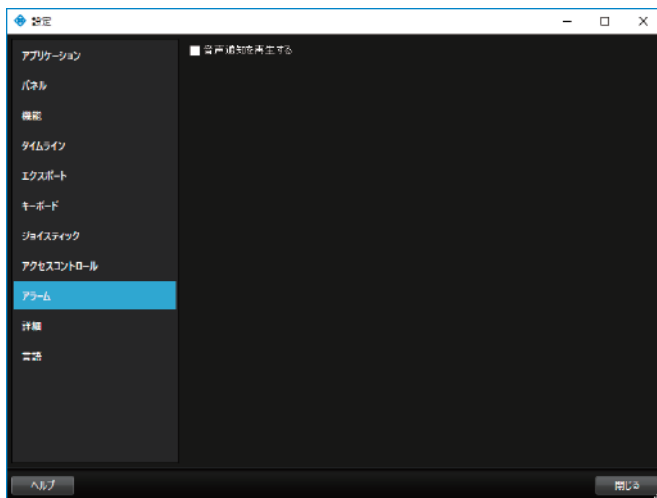 設定
アプリケーション
パネル
機能
タイムライン
エクスポート
キーボード
ジョイスティック
アクセスコントロール
アラーム
詳細
言語
音声通知を再生する
ヘルプ
閉じる